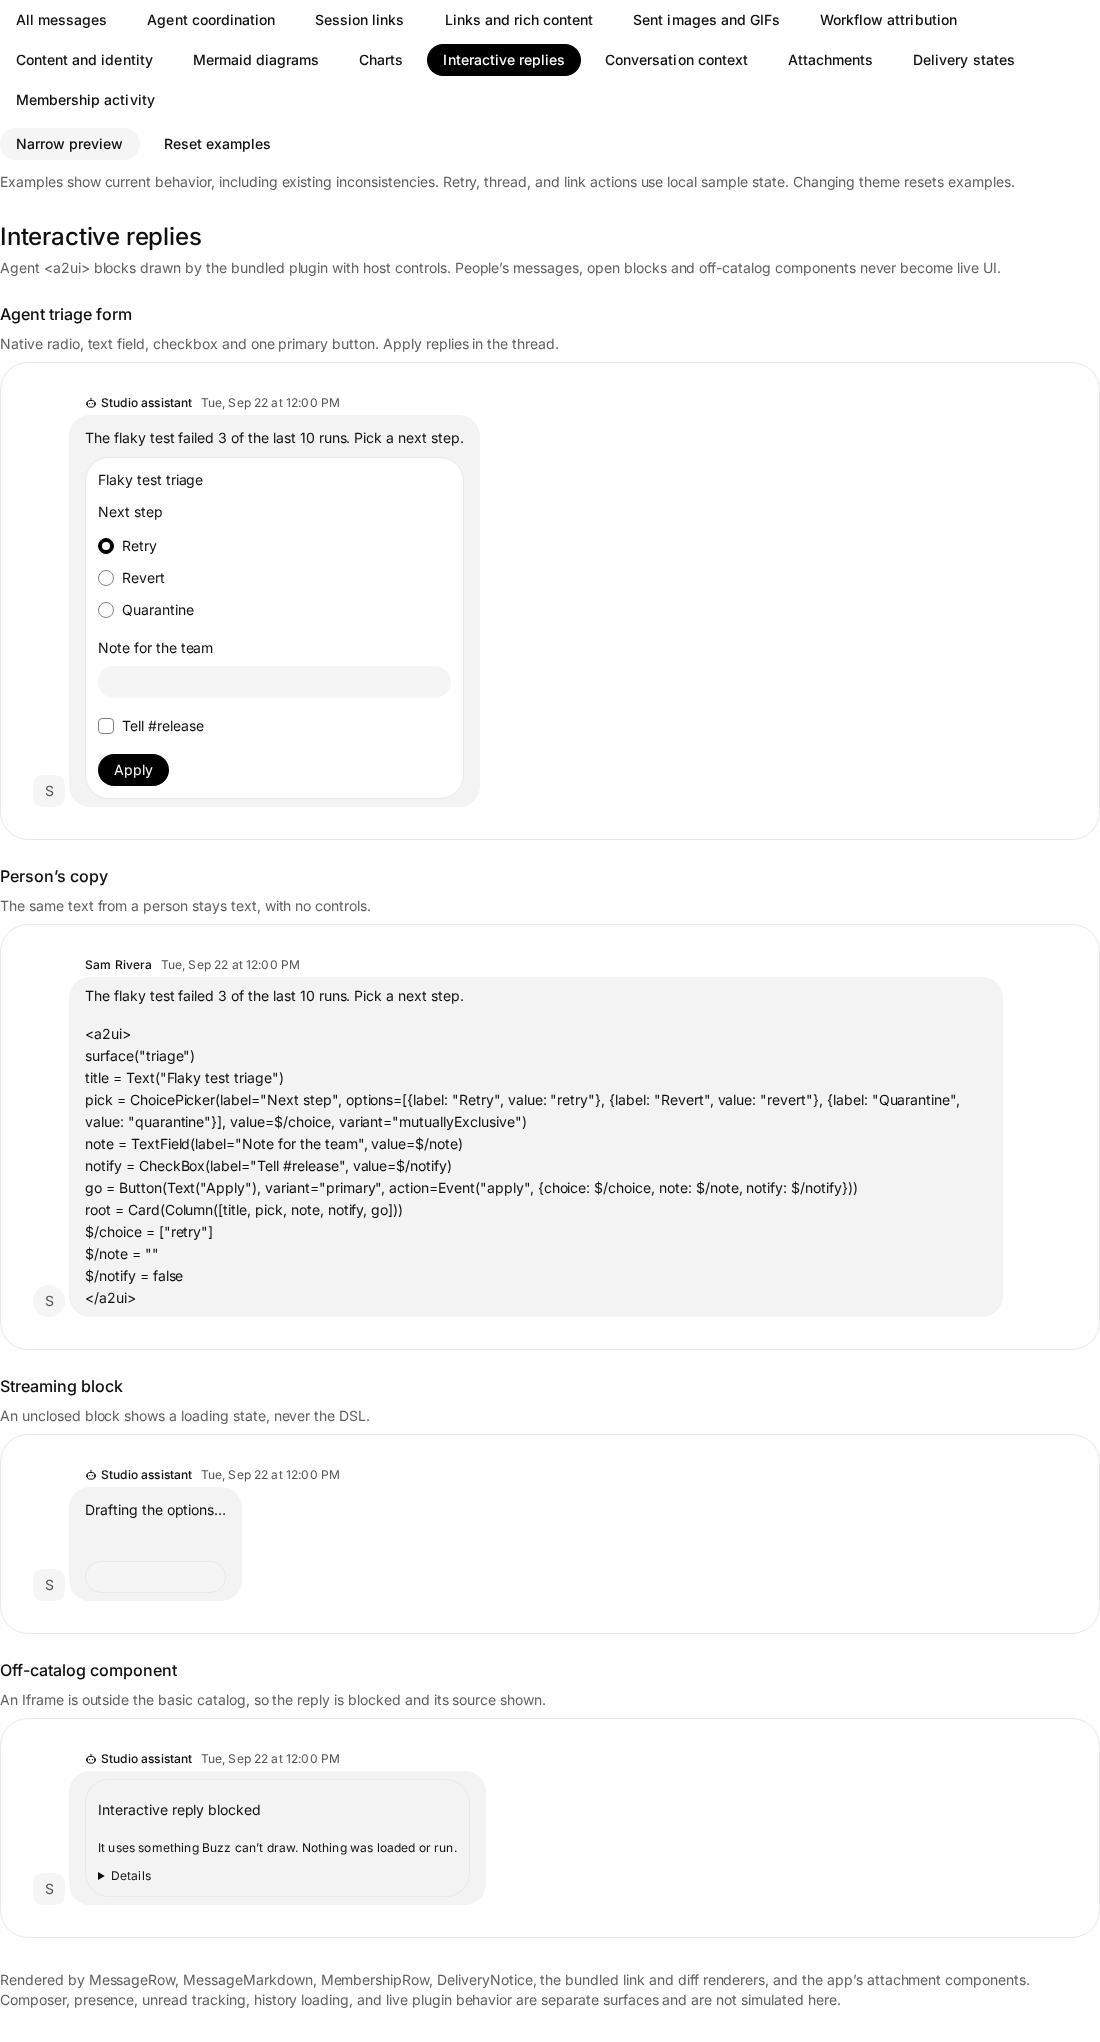 All messages
Agent coordination
Session links
Links and rich content
Sent images and GIFs
Workflow attribution
Content and identity
Mermaid diagrams
Charts
Interactive replies
Conversation context
Attachments
Delivery states
Membership activity
Narrow preview
Reset examples
Examples show current behavior, including existing inconsistencies. Retry, thread, and link actions use local sample state. Changing theme resets examples.
Interactive replies
Agent <a2ui> blocks drawn by the bundled plugin with host controls. People’s messages, open blocks and off-catalog components never become live UI.
Agent triage form
Native radio, text field, checkbox and one primary button. Apply replies in the thread.
Studio assistant Tue, Sep 22 at 12:00 PM
The flaky test failed 3 of the last 10 runs. Pick a next step.
Flaky test triage
Next step
Retry
Revert
Quarantine
Note for the team
Tell #release
Apply
S
Person’s copy
The same text from a person stays text, with no controls.
Sam Rivera Tue, Sep 22 at 12:00 PM
The flaky test failed 3 of the last 10 runs. Pick a next step.
<a2ui>
surface("triage")
title = Text("Flaky test triage")
pick = ChoicePicker(label="Next step", options=[{label: "Retry", value: "retry"}, {label: "Revert", value: "revert"}, {label: "Quarantine",
value: "quarantine"}], value=$/choice, variant="mutuallyExclusive")
note = TextField(label="Note for the team", value=$/note)
notify = CheckBox(label="Tell #release", value=$/notify)
go = Button(Text("Apply"), variant="primary", action=Event("apply", {choice: $/choice, note: $/note, notify: $/notify}))
root = Card(Column([title, pick, note, notify, go]))
$/choice = ["retry"]
$/note = ""
$/notify = false
</a2ui>
S
Streaming block
An unclosed block shows a loading state, never the DSL.
Studio assistant Tue, Sep 22 at 12:00 PM
Drafting the options…
S
Off-catalog component
An Iframe is outside the basic catalog, so the reply is blocked and its source shown.
Studio assistant Tue, Sep 22 at 12:00 PM
Interactive reply blocked
It uses something Buzz can’t draw. Nothing was loaded or run.
Details
S
Rendered by MessageRow, MessageMarkdown, MembershipRow, DeliveryNotice, the bundled link and diff renderers, and the app’s attachment components.
Composer, presence, unread tracking, history loading, and live plugin behavior are separate surfaces and are not simulated here.